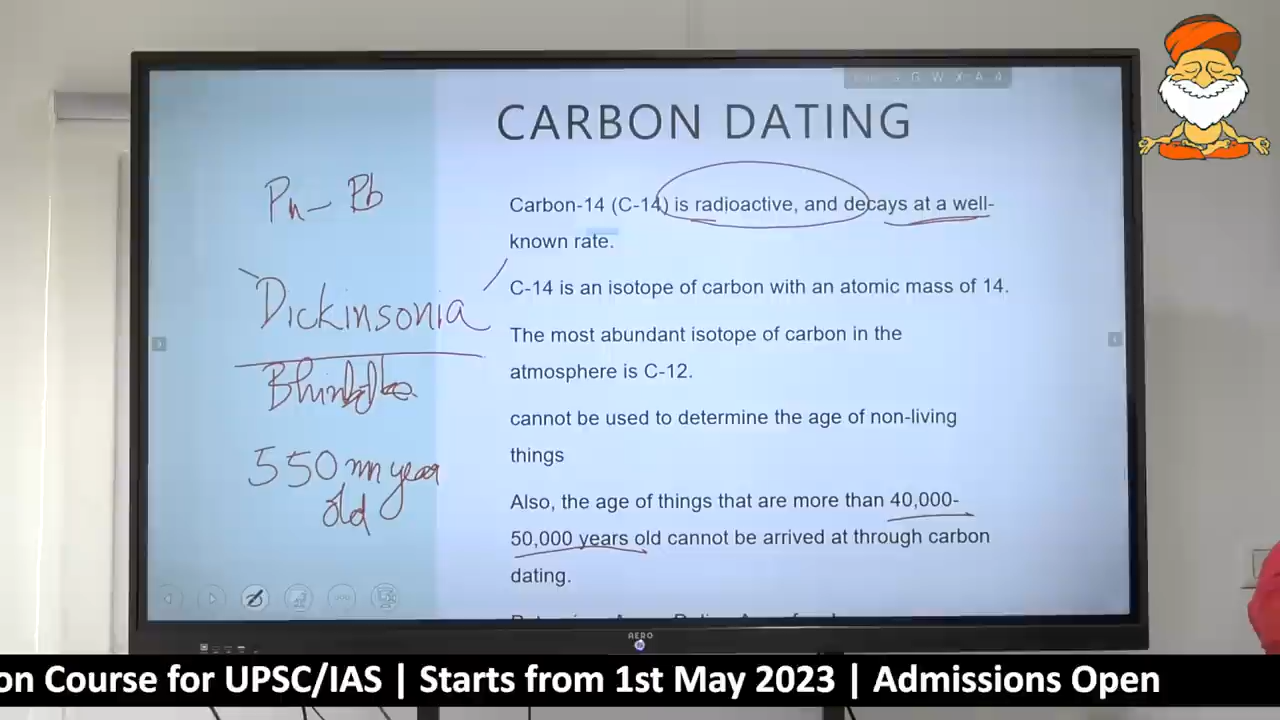 CARBON DATING
Carbon-14 (C-14) is radioactive, and decays at a well-
known rate.
C-14 is an isotope of carbon with an atomic mass of 14.
The most abundant isotope of carbon in the
atmosphere is C-12.
cannot be used to determine the age of non-living
things
Also, the age of things that are more than 40,000-
50,000 years old cannot be arrived at through carbon
dating.
Pb
Dickinsonia
550 mn year
old
AERO
on Course for UPSC/IAS | Starts from 1st May 2023 | Admissions Open